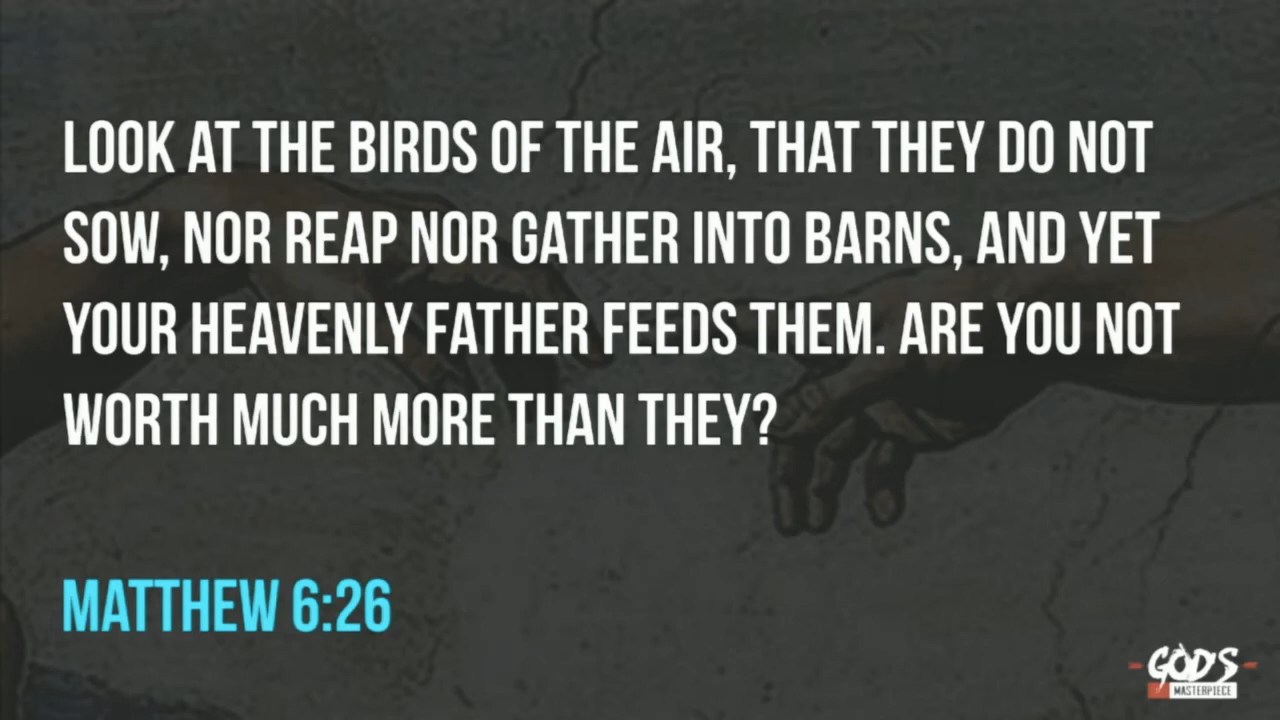 LOOK AT THE BIRDS OF THE AIR, THAT THEY DO NOT
SOW, NOR REAP NOR GATHER INTO BARNS, AND YET
YOUR HEAVENLY FATHER FEEDS THEM. ARE YOU NOT
WORTH MUCH MORE THAN THEY?
MATTHEW 6:26
GOD'S
MASTERPIECE